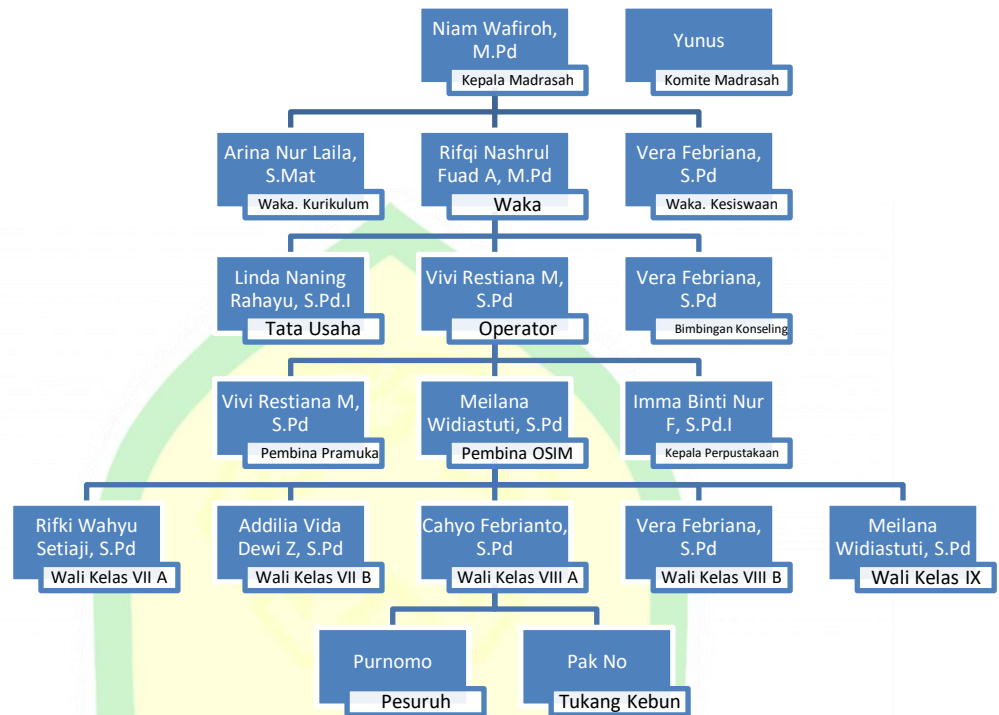 Niam Wafiroh,
M.Pd
Kepala Madrasah
Yunus
Komite Madrasah
Arina Nur Laila,
S.Mat
Waka. Kurikulum
Rifqi Nashrul
Fuad A, M.Pd
Waka
Vera Febriana,
S.Pd
Waka. Kesiswaan
Linda Naning
Rahayu, S.Pd.I
Tata Usaha
Vivi Restiana M,
S.Pd
Operator
Vera Febriana,
S.Pd
Bimbingan Konseling
Vivi Restiana M,
S.Pd
Pembina Pramuka
Meilana
Widiastuti, S.Pd
Pembina OSIM
Imma Binti Nur
F, S.Pd.I
Kepala Perpustakaan
Rifki Wahyu
Setiaji, S.Pd
Wali Kelas VII A
Addilia Vida
Dewi Z, S.Pd
Wali Kelas VII B
Cahyo Febrianto,
S.Pd
Wali Kelas VIII A
Vera Febriana,
S.Pd
Wali Kelas VIII B
Meilana
Widiastuti, S.Pd
Wali Kelas IX
Purnomo
Pesuruh
Pak No
Tukang Kebun